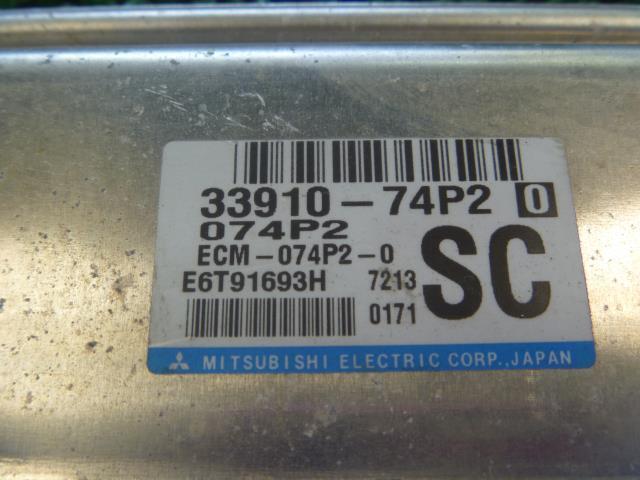 33910-74P2 0
074P2
ECM-074P2-0
SC
E6T91693H 7213
0171
MITSUBISHI ELECTRIC CORP., JAPAN